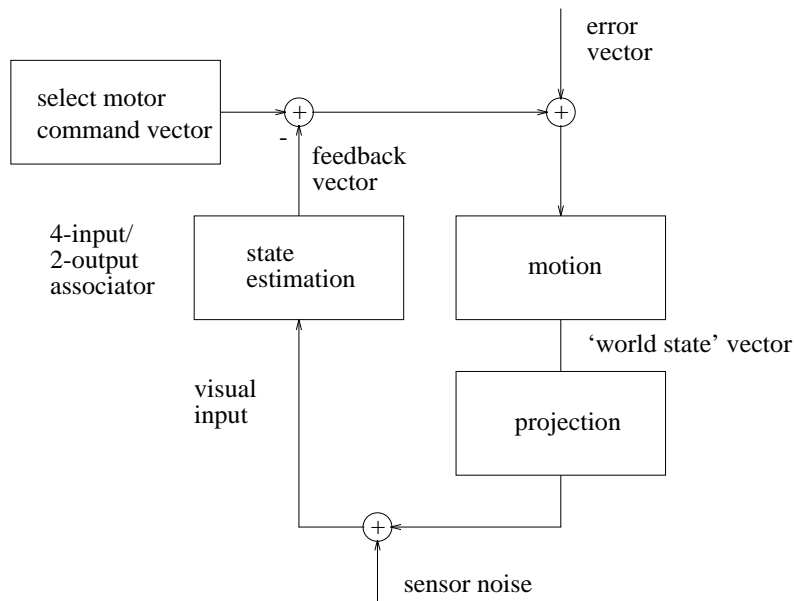 error
vector
select motor
command vector
+
+
-
feedback
vector
4-input/
2-output
associator
state
estimation
motion
‘world state’ vector
visual
input
projection
+
sensor noise